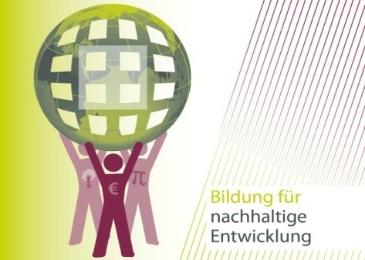 € π
Bildung für
nachhaltige
Entwicklung